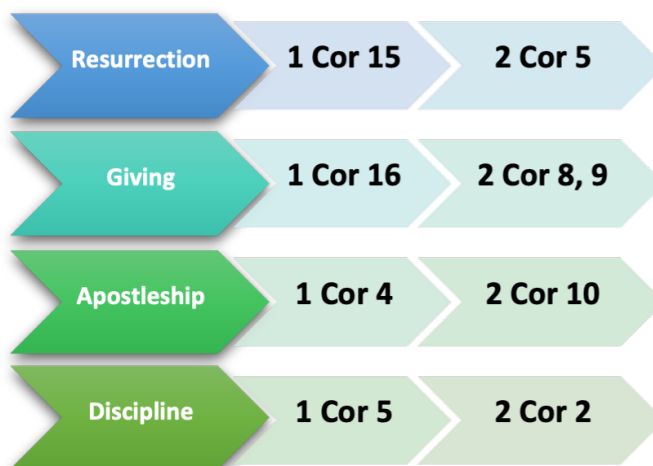 Resurrection 1 Cor 15 2 Cor 5
Giving 1 Cor 16 2 Cor 8, 9
Apostleship 1 Cor 4 2 Cor 10
Discipline 1 Cor 5 2 Cor 2